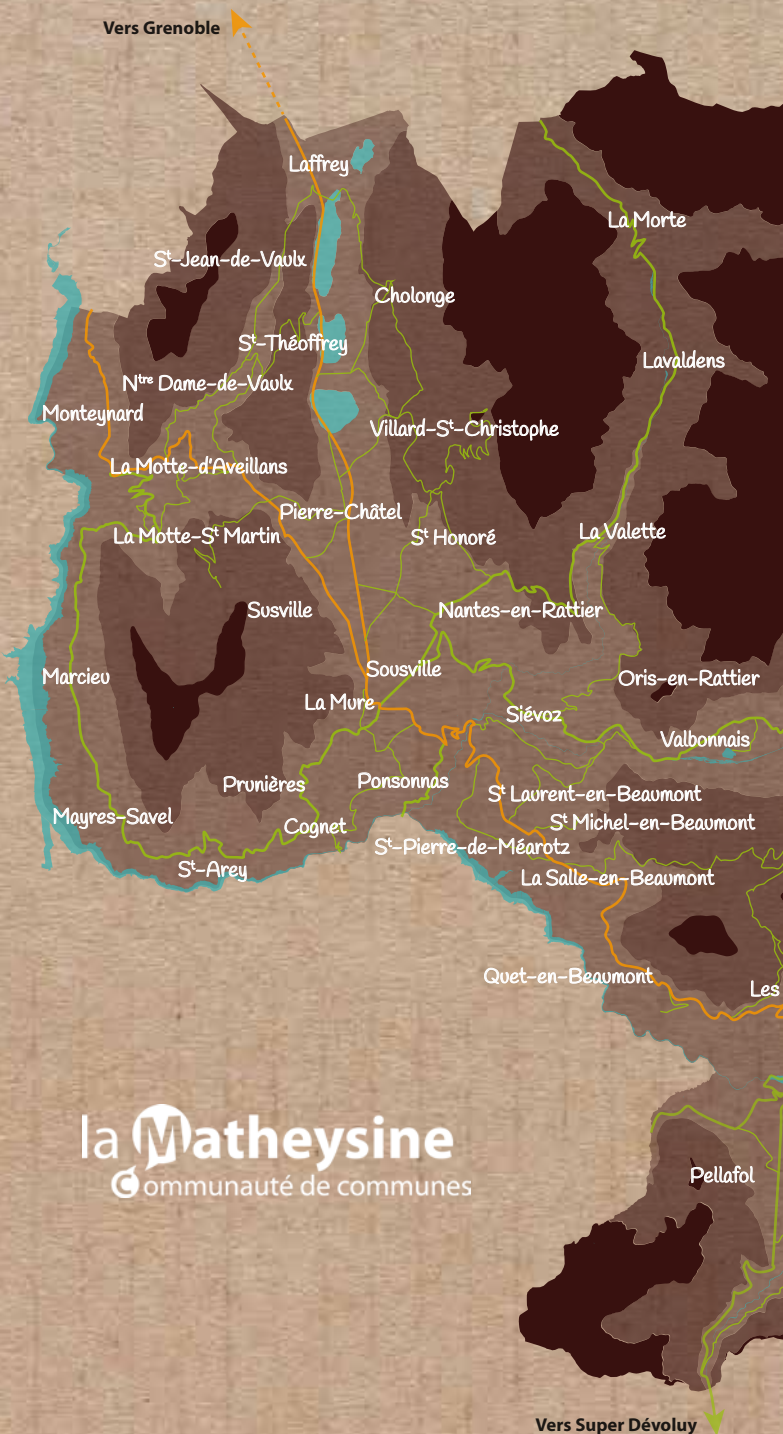 Vers Grenoble
Laffrey
La Morte
St-Jean-de-Vaulx
Cholonge
St-Théoffrey
Lavaldens
Ntre Dame-de-Vaulx
Monteynard
Villard-St-Christophe
La Motte-d'Aveillans
Pierre-Châtel
La Valette
La Motte-St Martin
St Honoré
Susville
Nantes-en-Rattier
Sousville
Marcieu
Oris-en-Rattier
La Mure
Siévoz
Valbonnais
Prunières
Ponsonnas
St Laurent-en-Beaumont
Mayres-Savel
St Michel-en-Beaumont
Cognet
St-Pierre-de-Méarotz
St-Arey
La Salle-en-Beaumont
Quet-en-Beaumont
Les
la Matheysine
Communauté de communes
Pellafol
Vers Super Dévoluy